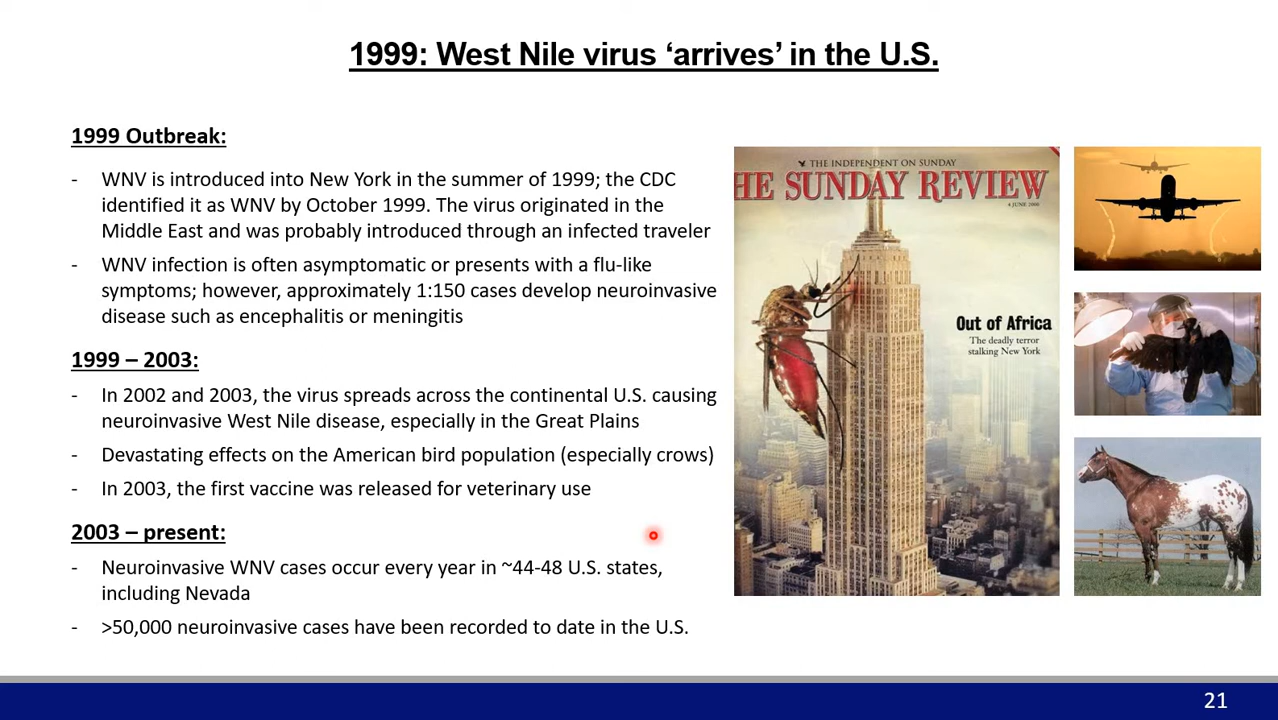 1999: West Nile virus ‘arrives’ in the U.S.
1999 Outbreak:
- WNV is introduced into New York in the summer of 1999; the CDC
identified it as WNV by October 1999. The virus originated in the
Middle East and was probably introduced through an infected traveler
- WNV infection is often asymptomatic or presents with a flu-like
symptoms; however, approximately 1:150 cases develop neuroinvasive
disease such as encephalitis or meningitis
1999 – 2003:
- In 2002 and 2003, the virus spreads across the continental U.S. causing
neuroinvasive West Nile disease, especially in the Great Plains
- Devastating effects on the American bird population (especially crows)
- In 2003, the first vaccine was released for veterinary use
2003 – present:
- Neuroinvasive WNV cases occur every year in ~44-48 U.S. states,
including Nevada
- >50,000 neuroinvasive cases have been recorded to date in the U.S.
THE INDEPENDENT ON SUNDAY
HE SUNDAY REVIEW
4 JUNE 2000
Out of Africa
The deadly terror
stalking New York
21